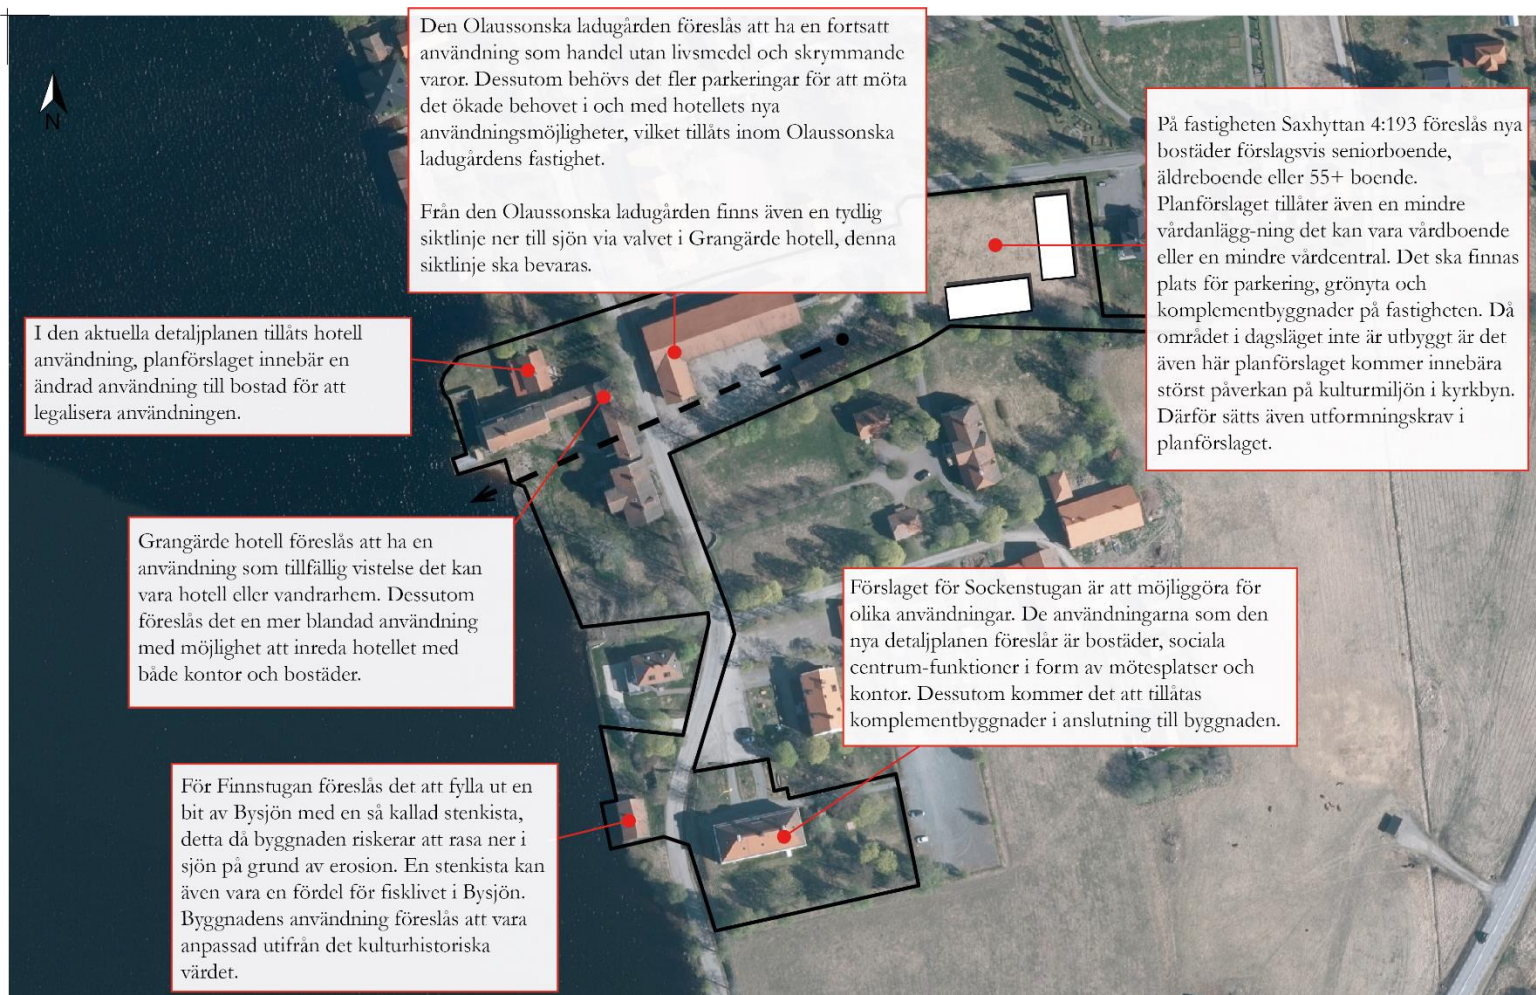 Den Olaussonska ladugården föreslås att ha en fortsatt
användning som handel utan livsmedel och skrymmande
varor. Dessutom behövs det fler parkeringar för att möta
det ökade behovet i och med hotellets nya
användningsmöjligheter, vilket tillåts inom Olaussonska
ladugårdens fastighet.
Från den Olaussonska ladugården finns även en tydlig
siktlinje ner till sjön via valvet i Grangärde hotell, denna
siktlinje ska bevaras.
N
På fastigheten Saxhyttan 4:193 föreslås nya
bostäder förslagsvis seniorboende,
äldreboende eller 55+ boende.
Planförslaget tillåter även en mindre
vårdanlägg-ning det kan vara vårdboende
eller en mindre vårdcentral. Det ska finnas
plats för parkering, grönyta och
komplementbyggnader på fastigheten. Då
området i dagsläget inte är utbyggt är det
även här planförslaget kommer innebära
störst påverkan på kulturmiljön i kyrkbyn.
Därför sätts även utformningskrav i
planförslaget.
I den aktuella detaljplanen tillåts hotell
användning, planförslaget innebär en
ändrad användning till bostad för att
legalisera användningen.
Grangärde hotell föreslås att ha en
användning som tillfällig vistelse det kan
vara hotell eller vandrarhem. Dessutom
föreslås det en mer blandad användning
med möjlighet att inreda hotellet med
både kontor och bostäder.
Förslaget för Sockenstugan är att möjliggöra för
olika användningar. De användningarna som den
nya detaljplanen föreslår är bostäder, sociala
centrum-funktioner i form av mötesplatser och
kontor. Dessutom kommer det att tillåtas
komplementbyggnader i anslutning till byggnaden.
För Finnstugan föreslås det att fylla ut en
bit av Bysjön med en så kallad stenkista,
detta då byggnaden riskerar att rasa ner i
sjön på grund av erosion. En stenkista kan
även vara en fördel för fisklivet i Bysjön.
Byggnadens användning föreslås att vara
anpassad utifrån det kulturhistoriska
värdet.